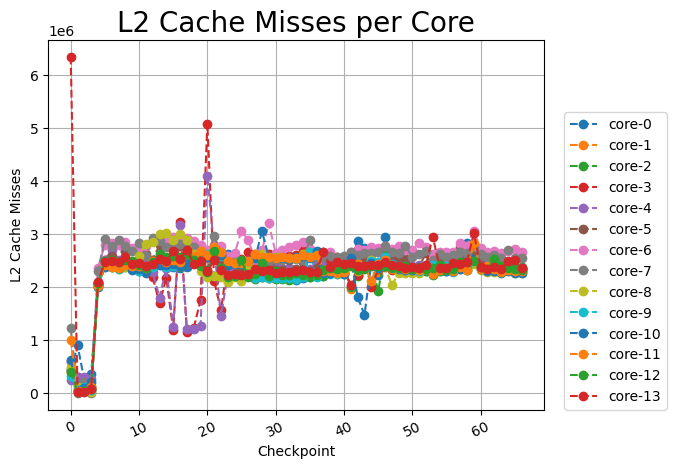 L2 Cache Misses per Core
1e6
6
5
4
3
2
1
0
L2 Cache Misses
0
10
20
30
40
50
60
Checkpoint
core-0
core-1
core-2
core-3
core-4
core-5
core-6
core-7
core-8
core-9
core-10
core-11
core-12
core-13